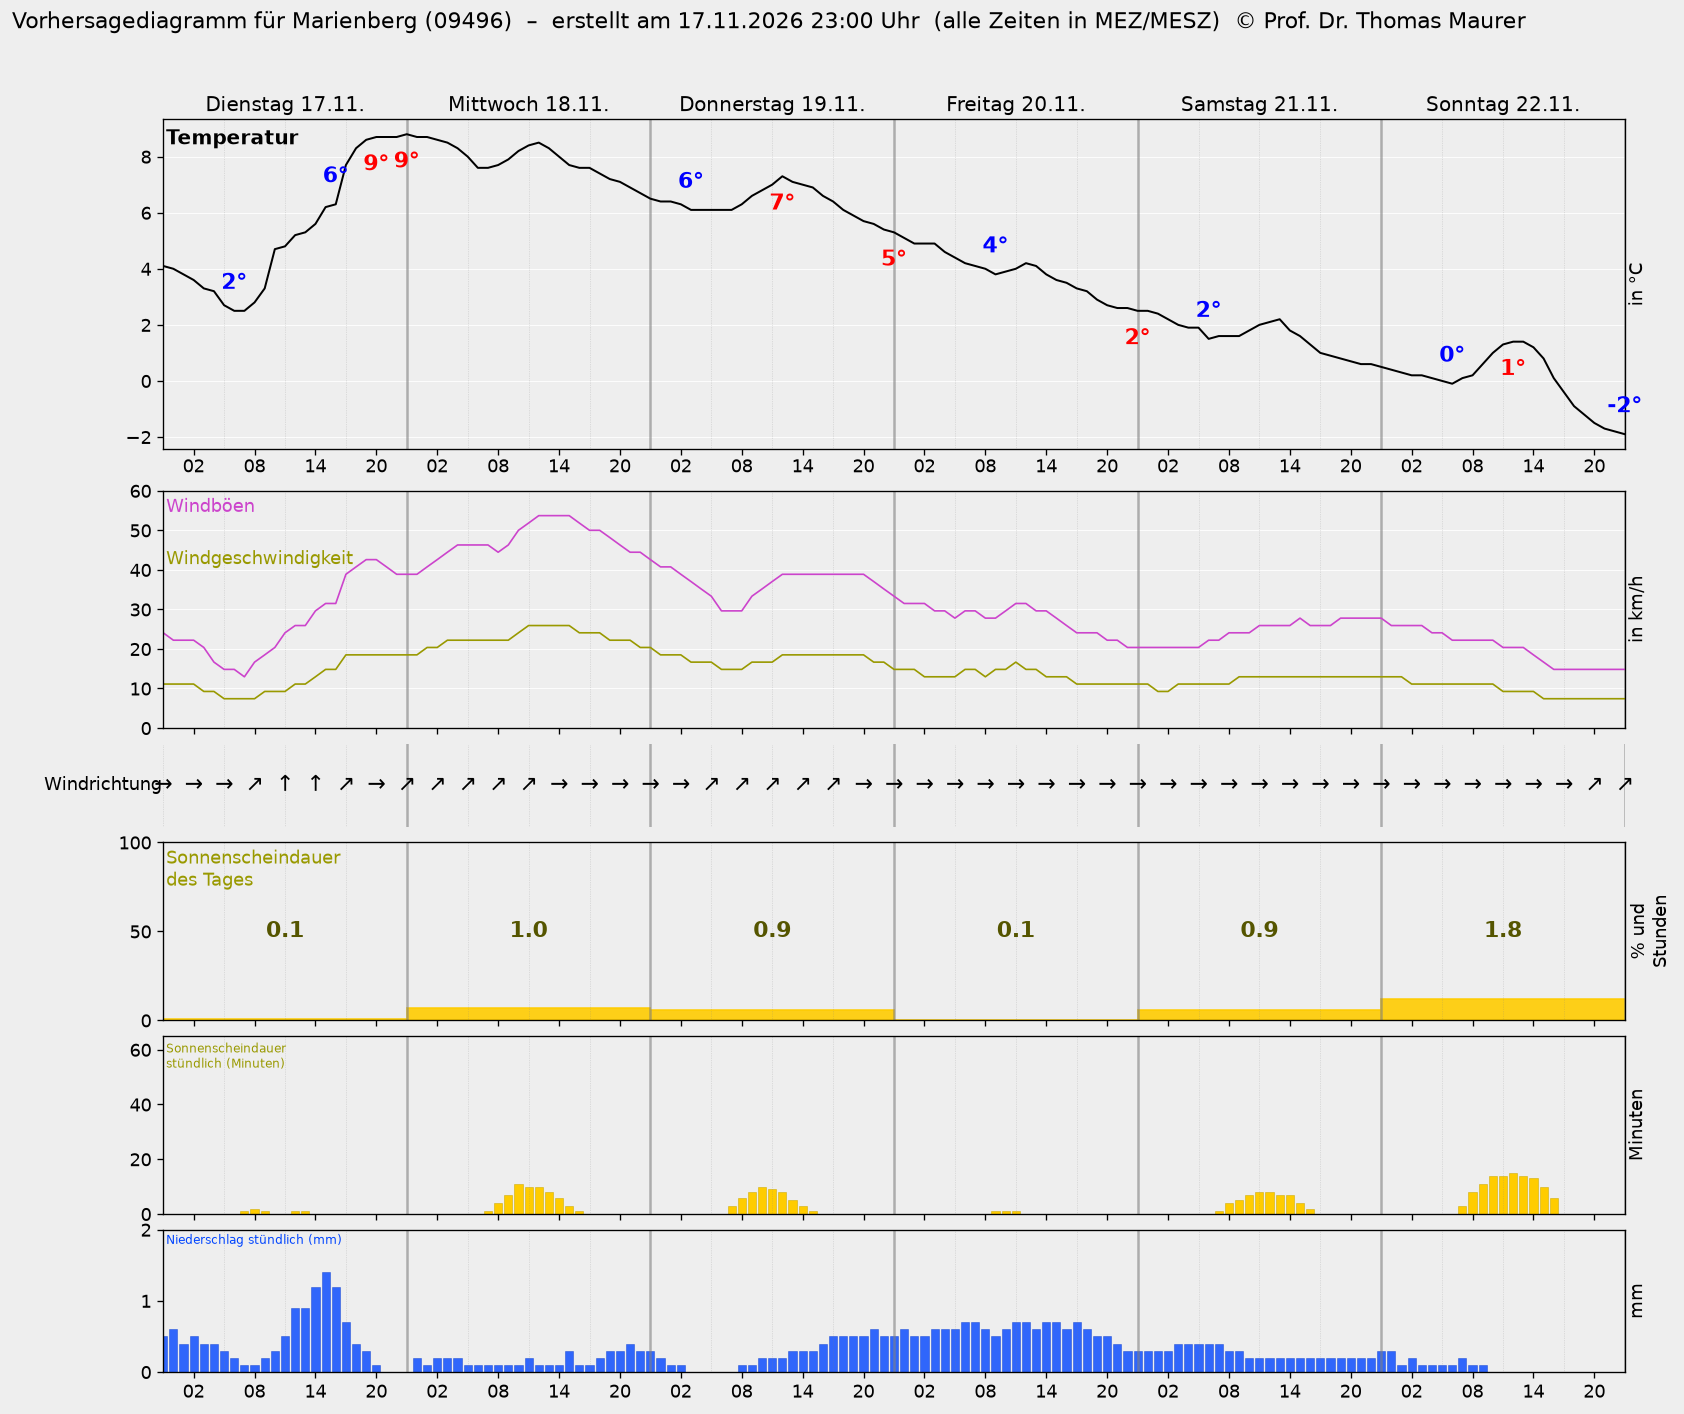 Vorhersagediagramm für Marienberg (09496)  –  erstellt am 17.11.2026 23:00 Uhr  (alle Zeiten in MEZ/MESZ)  © Prof. Dr. Thomas Maurer
Dienstag 17.11. Mittwoch 18.11. Donnerstag 19.11. Freitag 20.11. Samstag 21.11. Sonntag 22.11.
Temperatur
8
6
4
2
0
−2
2° 6° 9° 9° 6° 7° 5° 4° 2° 2° 0° 1° -2°
in °C
02 08 14 20 02 08 14 20 02 08 14 20 02 08 14 20 02 08 14 20 02 08 14 20
60
50
40
30
20
10
0
Windböen
Windgeschwindigkeit
in km/h
Windrichtung
→ → → ↗ ↑ ↑ ↗ → ↗ ↗ ↗ ↗ ↗ → → → → → ↗ ↗ ↗ ↗ ↗ → → → → → → → → → → → → → → → → → → → → → → → → ↗ ↗
100
50
0
Sonnenscheindauer
des Tages
0.1 1.0 0.9 0.1 0.9 1.8
% und
Stunden
60
40
20
0
Sonnenscheindauer
stündlich (Minuten)
Minuten
2
1
0
Niederschlag stündlich (mm)
mm
02 08 14 20 02 08 14 20 02 08 14 20 02 08 14 20 02 08 14 20 02 08 14 20